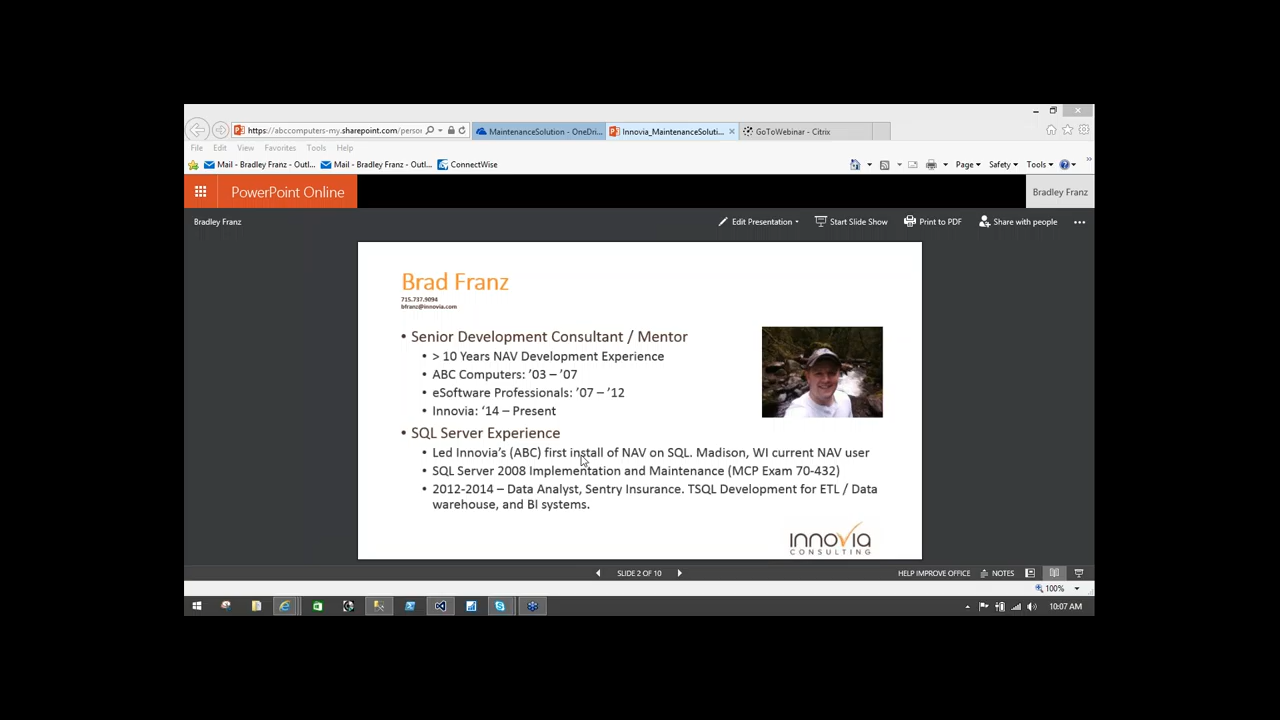 https://abccomputers-my.sharepoint.com/perso
MaintenanceSolution - OneDri...
Innovia_MaintenanceSoluti...
GoToWebinar - Citrix
File Edit View Favorites Tools Help
Mail - Bradley Franz - Outl... Mail - Bradley Franz - Outl... ConnectWise
Page Safety Tools
PowerPoint Online
Bradley Franz
Bradley Franz
Edit Presentation Start Slide Show Print to PDF Share with people
Brad Franz
715.737.9094
bfranz@innovia.com
• Senior Development Consultant / Mentor
• > 10 Years NAV Development Experience
• ABC Computers: '03 – '07
• eSoftware Professionals: '07 – '12
• Innovia: '14 – Present
• SQL Server Experience
• Led Innovia's (ABC) first install of NAV on SQL. Madison, WI current NAV user
• SQL Server 2008 Implementation and Maintenance (MCP Exam 70-432)
• 2012-2014 – Data Analyst, Sentry Insurance. TSQL Development for ETL / Data
warehouse, and BI systems.
INNOVIA
CONSULTING
SLIDE 2 OF 10
HELP IMPROVE OFFICE NOTES
100%
10:07 AM